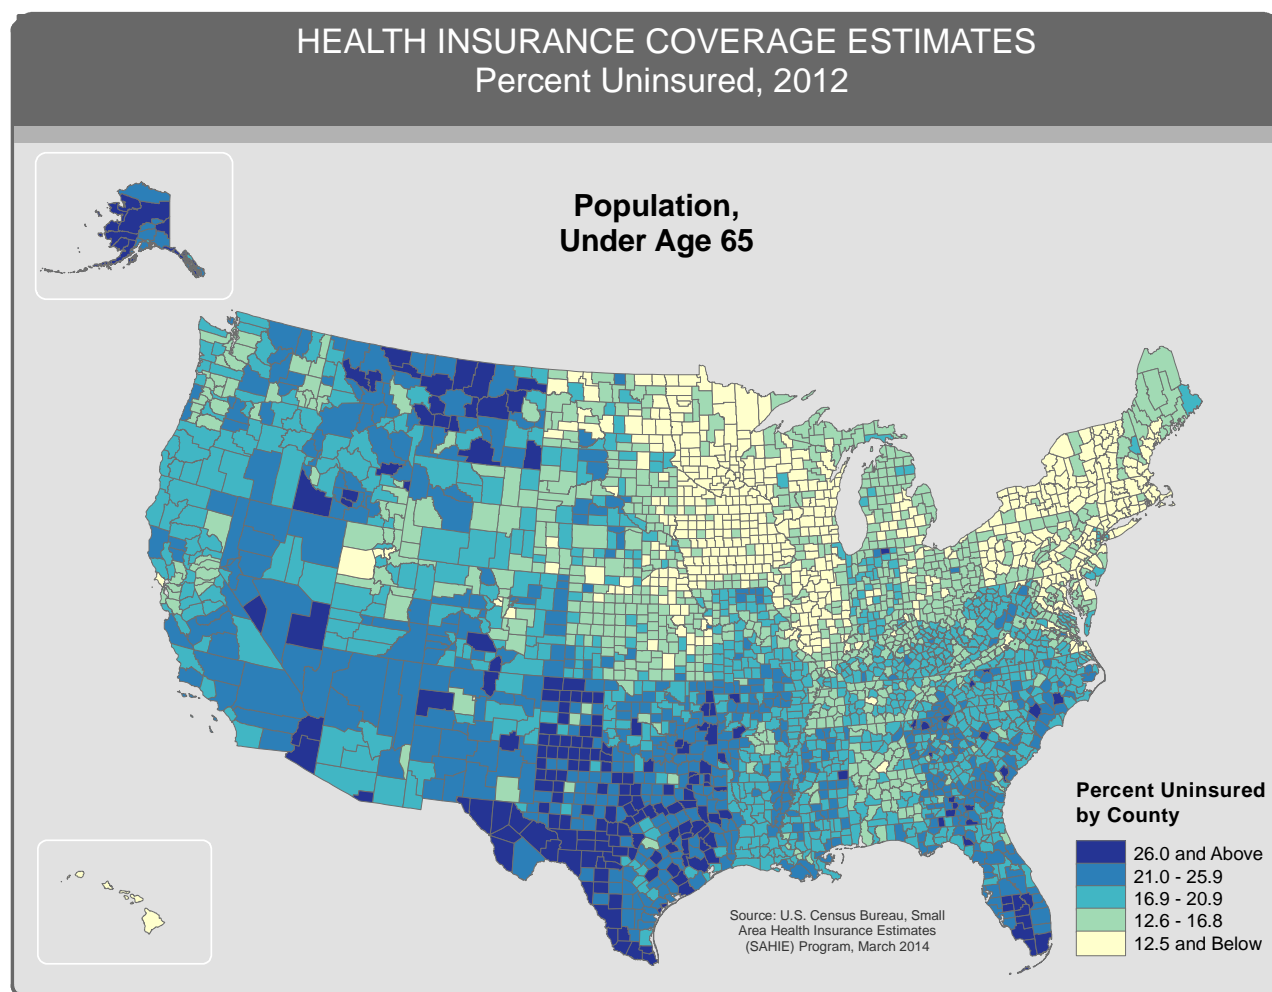 HEALTH INSURANCE COVERAGE ESTIMATES
Percent Uninsured, 2012
Population,
Under Age 65
Percent Uninsured
by County
26.0 and Above
21.0 - 25.9
16.9 - 20.9
12.6 - 16.8
12.5 and Below
Source: U.S. Census Bureau, Small
Area Health Insurance Estimates
(SAHIE) Program, March 2014